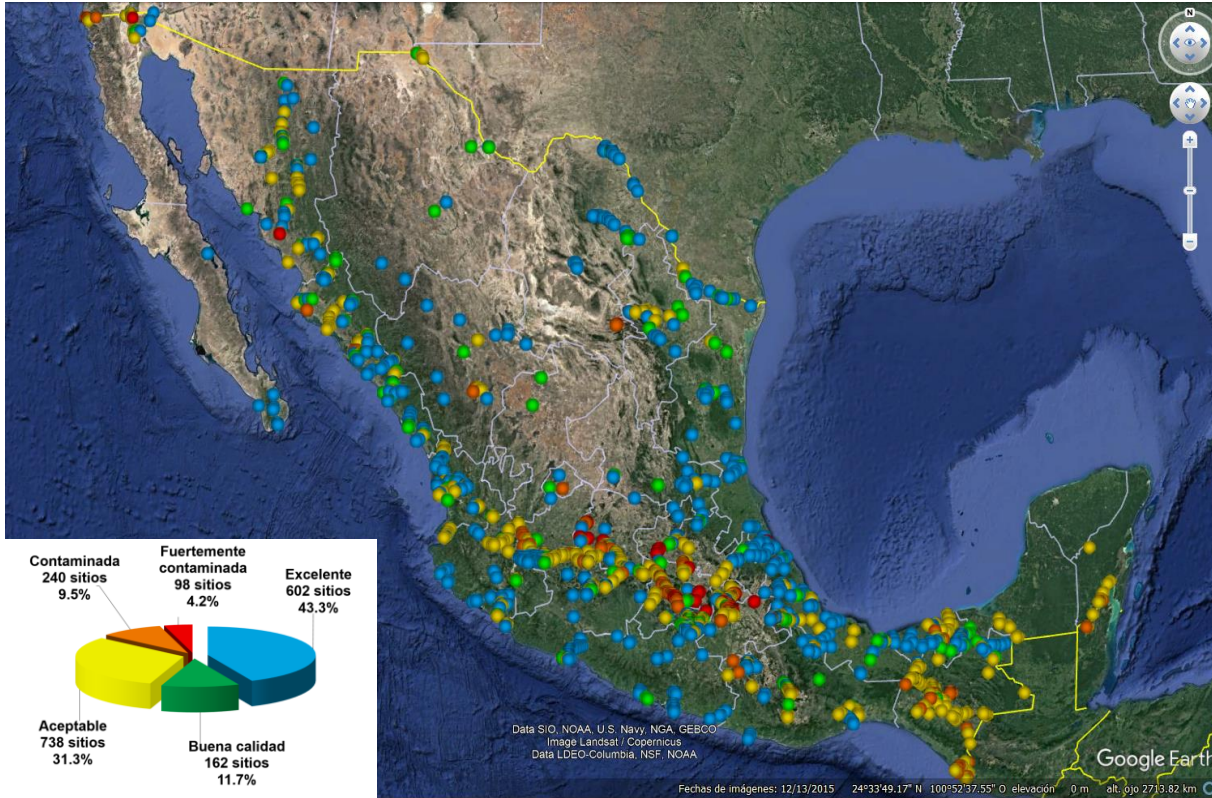 N
Contaminada
240 sitios
9.5%
Fuertemente
contaminada
98 sitios
4.2%
Excelente
602 sitios
43.3%
Aceptable
738 sitios
31.3%
Buena calidad
162 sitios
11.7%
Data SIO, NOAA, U.S. Navy, NGA, GEBCO
Image Landsat / Copernicus
Data LDEO-Columbia, NSF, NOAA
Google Earth
Fechas de imágenes: 12/13/2015 24°33'49.17" N 100°52'37.55" O elevación 0 m alt. ojo 2713.82 km